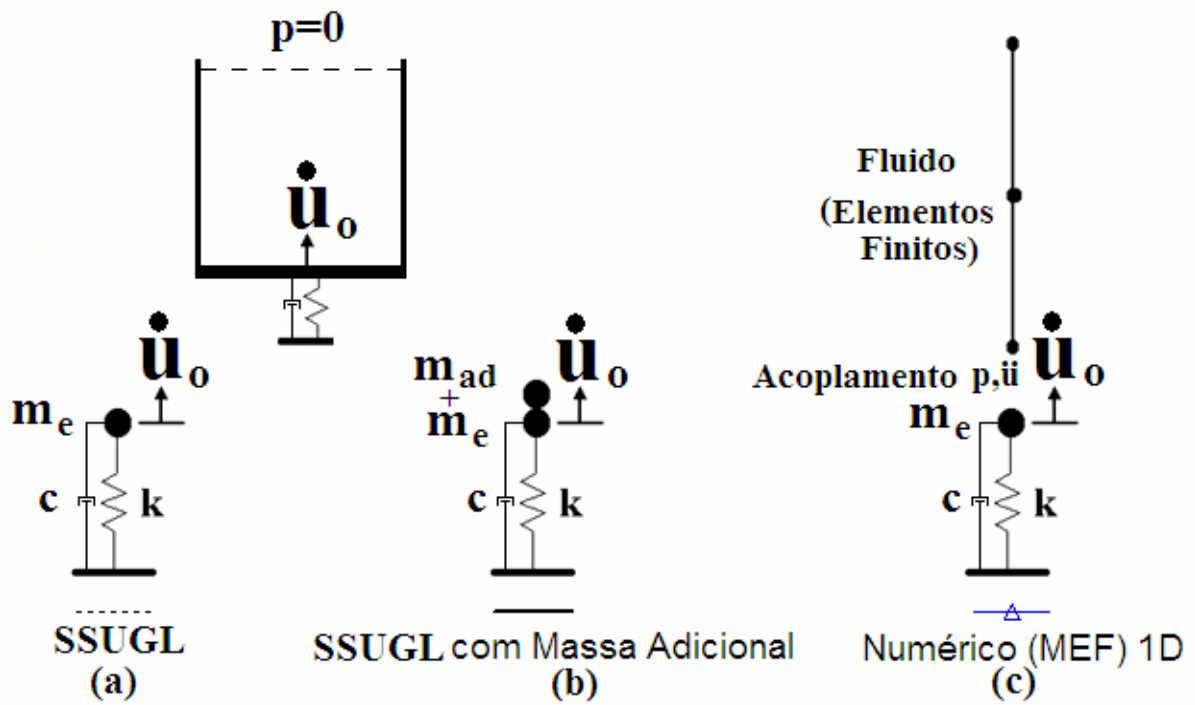 p=0
u̇o
Fluido
(Elementos
Finitos)
u̇o
me
c
k
SSUGL
(a)
u̇o
mad
+
me
c
k
SSUGL com Massa Adicional
(b)
Acoplamento p,ü
u̇o
me
c
k
Numérico (MEF) 1D
(c)